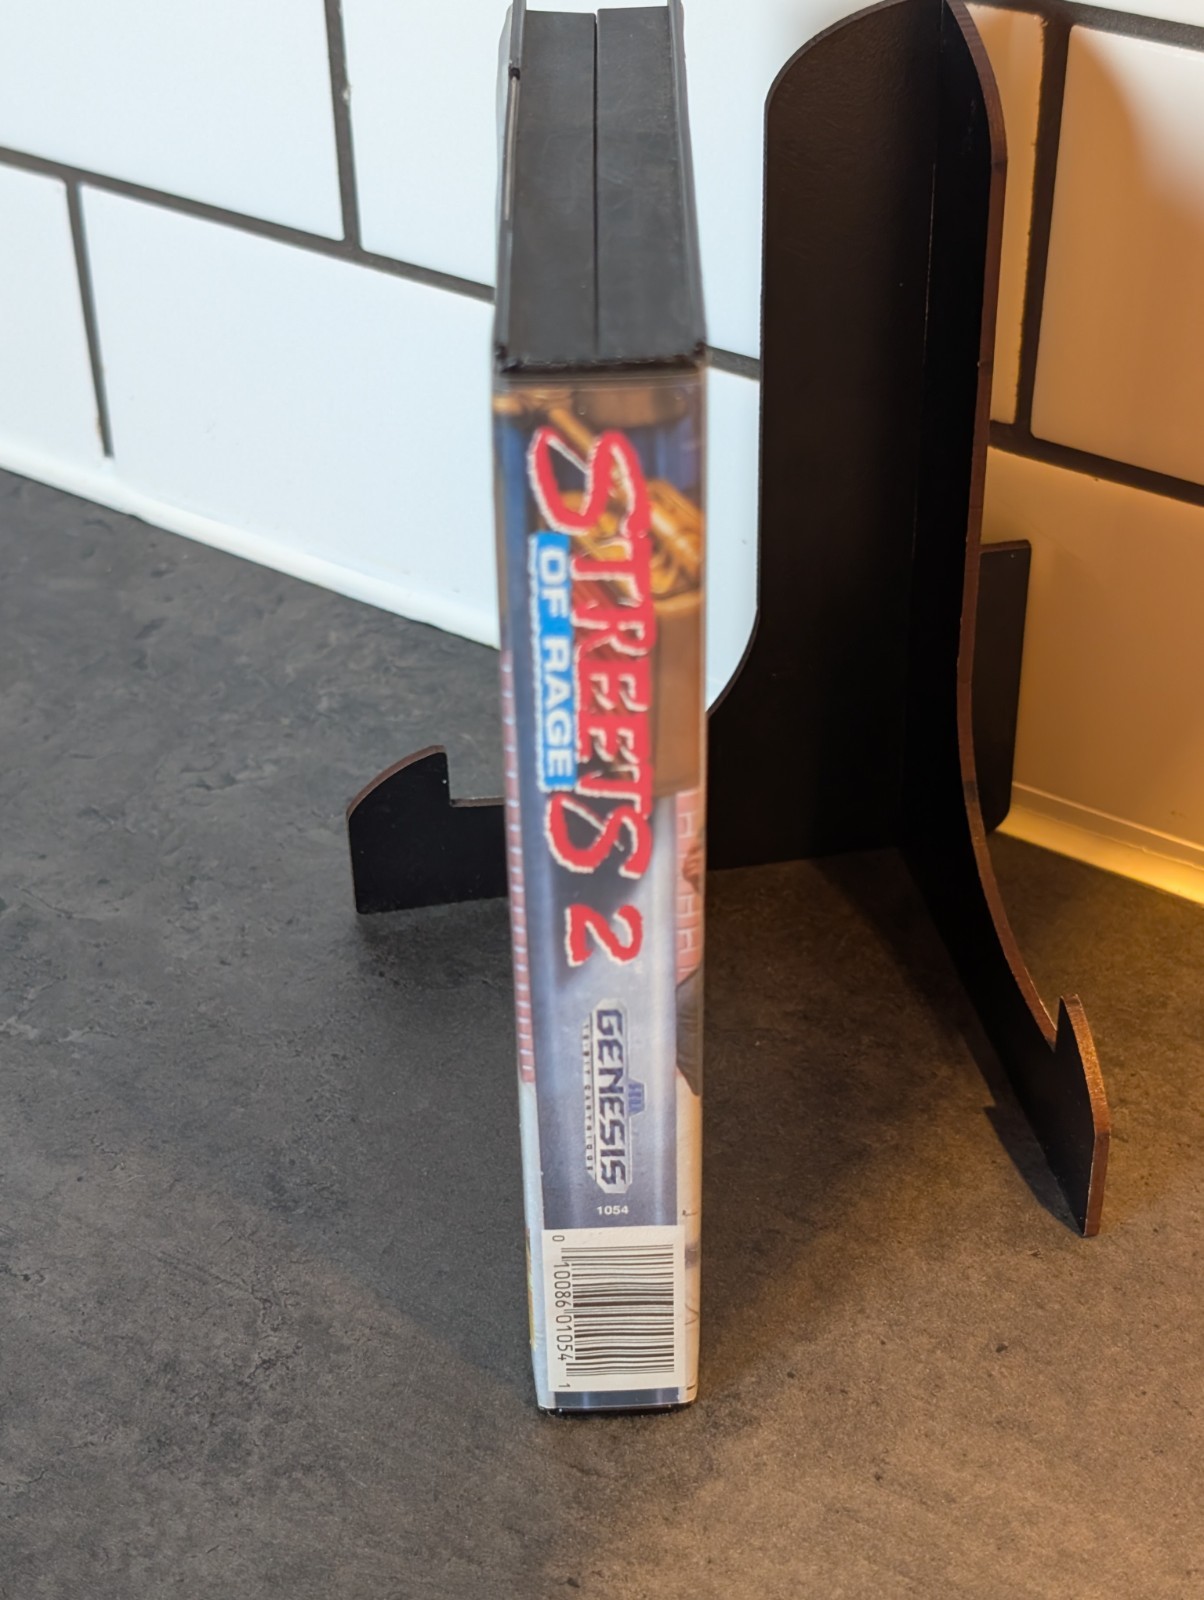 STREETS 2
OF RAGE
GENESIS
1054
0 10086 01054 1